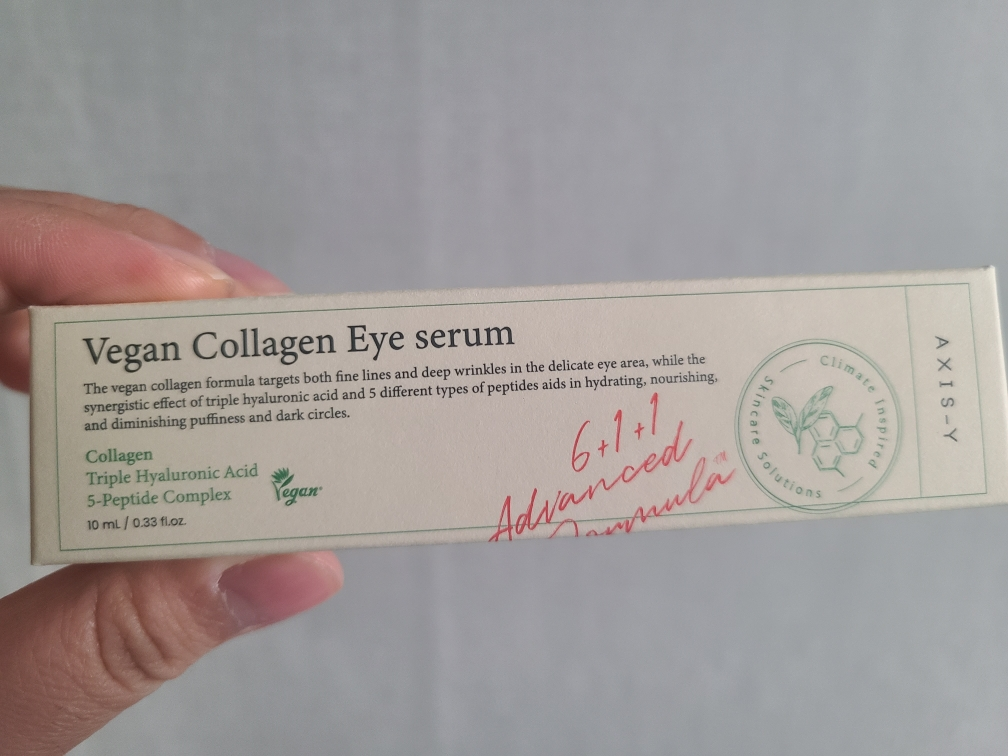 Vegan Collagen Eye serum
The vegan collagen formula targets both fine lines and deep wrinkles in the delicate eye area, while the
synergistic effect of triple hyaluronic acid and 5 different types of peptides aids in hydrating, nourishing,
and diminishing puffiness and dark circles.
Collagen
Triple Hyaluronic Acid
5-Peptide Complex
Vegan®
10 mL / 0.33 fl.oz.
6+1+1
Advanced
Formula™
Climate Inspired
Skincare Solutions
AXIS-Y